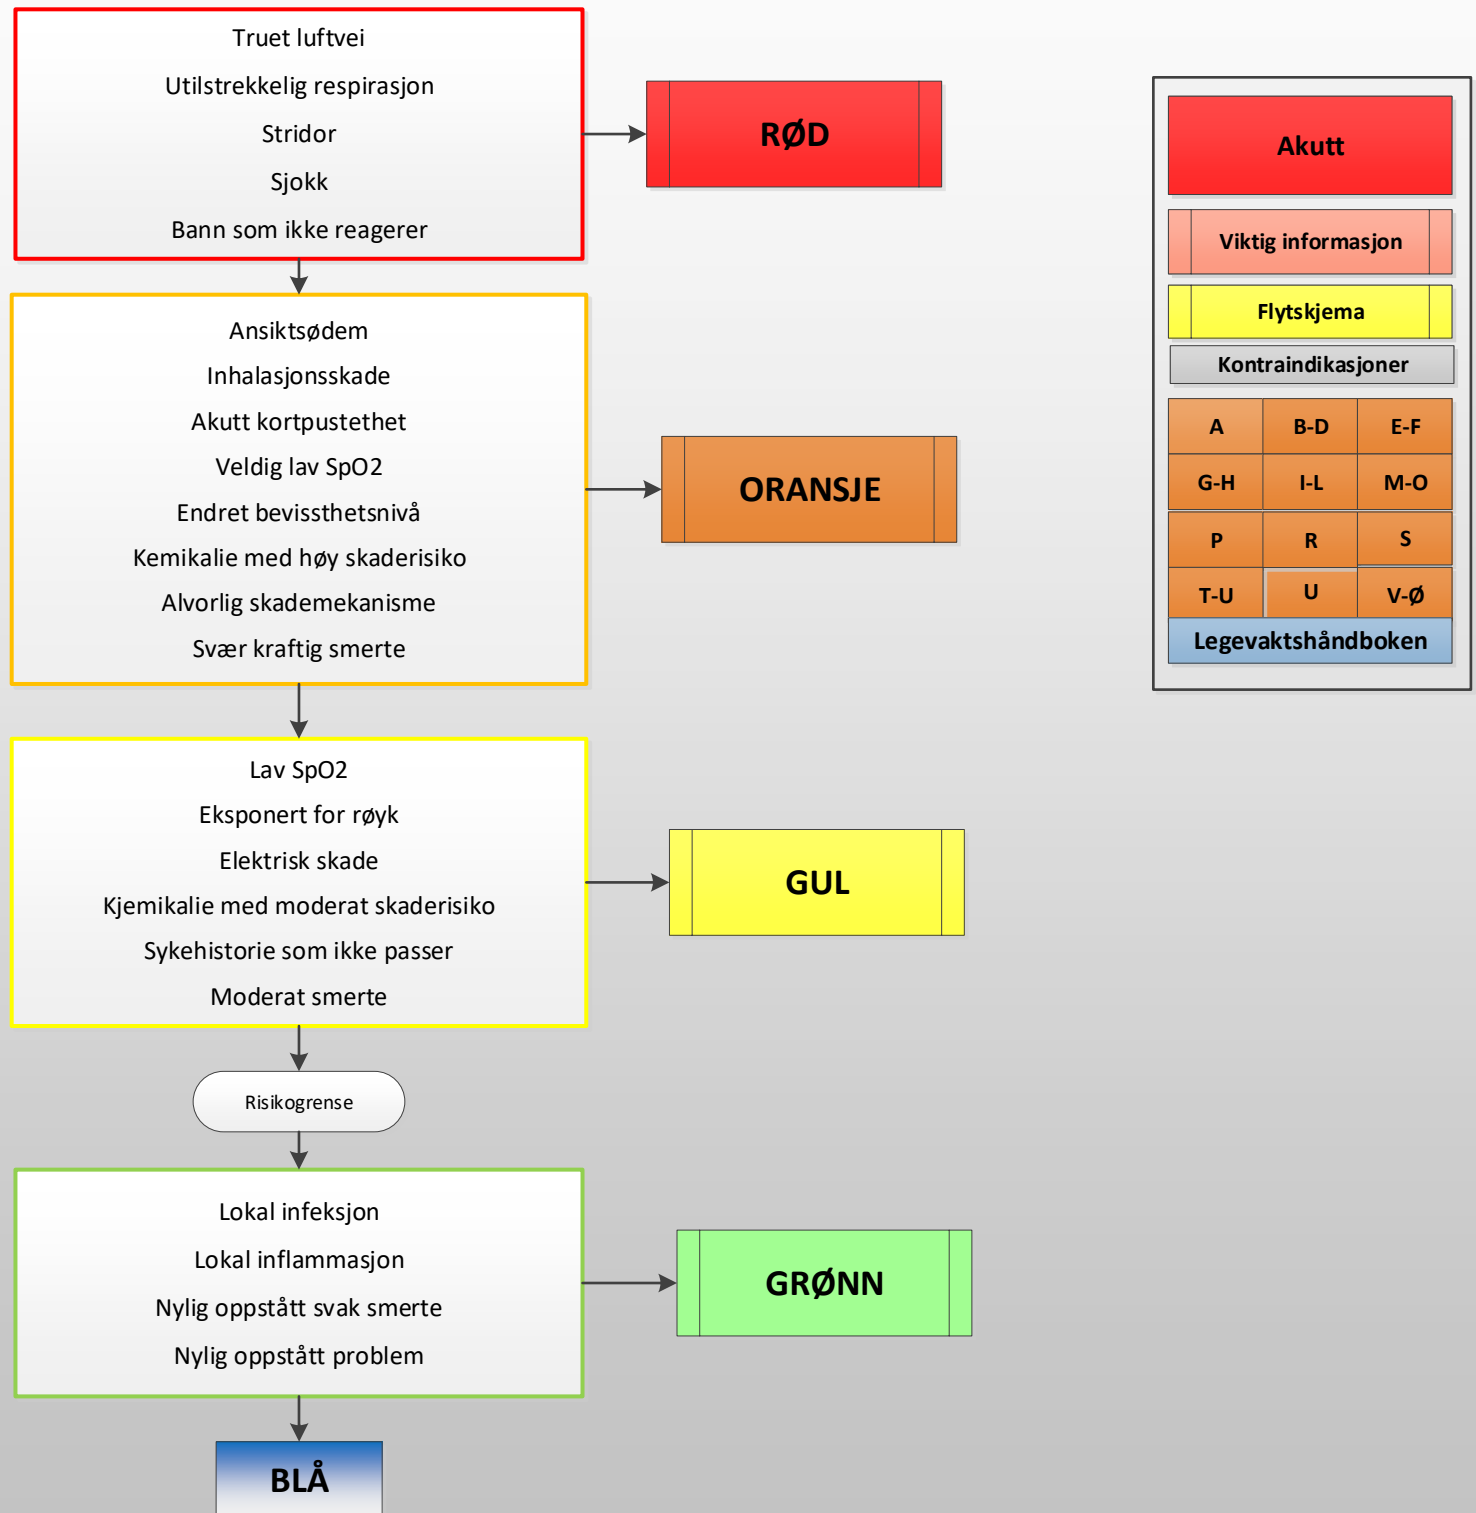 Truet luftvei
Utilstrekkelig respirasjon
Stridor
Sjokk
Bann som ikke reagerer
RØD
Ansiktsødem
Inhalasjonsskade
Akutt kortpustethet
Veldig lav SpO2
Endret bevissthetsnivå
Kemikalie med høy skaderisiko
Alvorlig skademekanisme
Svær kraftig smerte
ORANSJE
Lav SpO2
Eksponert for røyk
Elektrisk skade
Kjemikalie med moderat skaderisiko
Sykehistorie som ikke passer
Moderat smerte
GUL
Risikogrense
Lokal infeksjon
Lokal inflammasjon
Nylig oppstått svak smerte
Nylig oppstått problem
GRØNN
BLÅ
Akutt
Viktig informasjon
Flytskjema
Kontraindikasjoner
A B-D E-F
G-H I-L M-O
P R S
T-U U V-Ø
Legevaktshåndboken